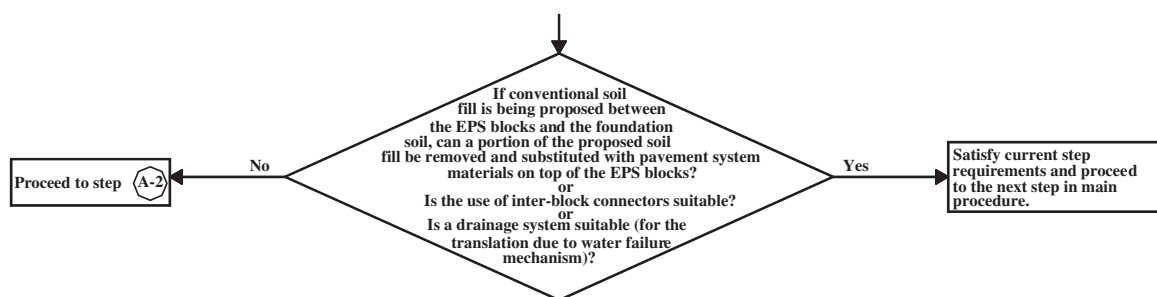 If conventional soil
fill is being proposed between
the EPS blocks and the foundation
soil, can a portion of the proposed soil
fill be removed and substituted with pavement system
materials on top of the EPS blocks?
or
Is the use of inter-block connectors suitable?
or
Is a drainage system suitable (for the
translation due to water failure
mechanism)?
No
Yes
Proceed to step A-2
Satisfy current step
requirements and proceed
to the next step in main
procedure.